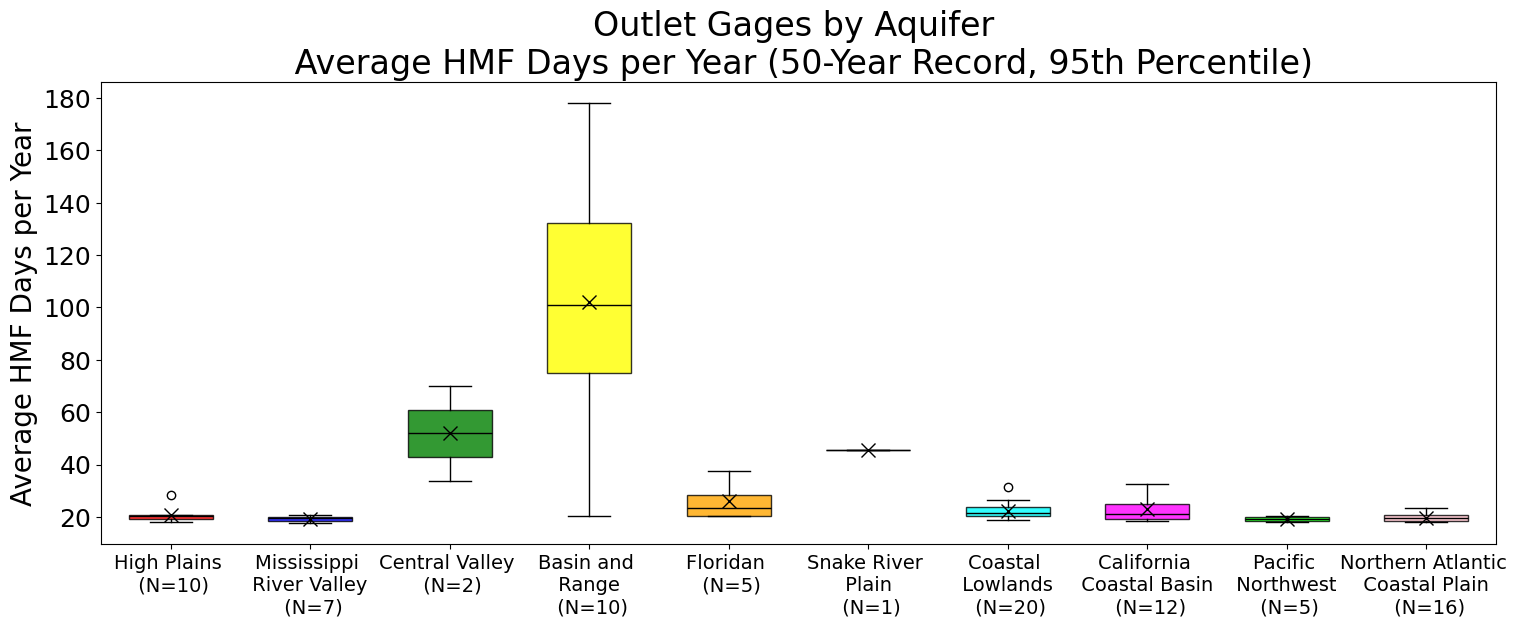 Outlet Gages by Aquifer
Average HMF Days per Year (50-Year Record, 95th Percentile)
Average HMF Days per Year
180
160
140
120
100
80
60
40
20
High Plains
(N=10)
Mississippi
River Valley
(N=7)
Central Valley
(N=2)
Basin and
Range
(N=10)
Floridan
(N=5)
Snake River
Plain
(N=1)
Coastal
Lowlands
(N=20)
California
Coastal Basin
(N=12)
Pacific
Northwest
(N=5)
Northern Atlantic
Coastal Plain
(N=16)